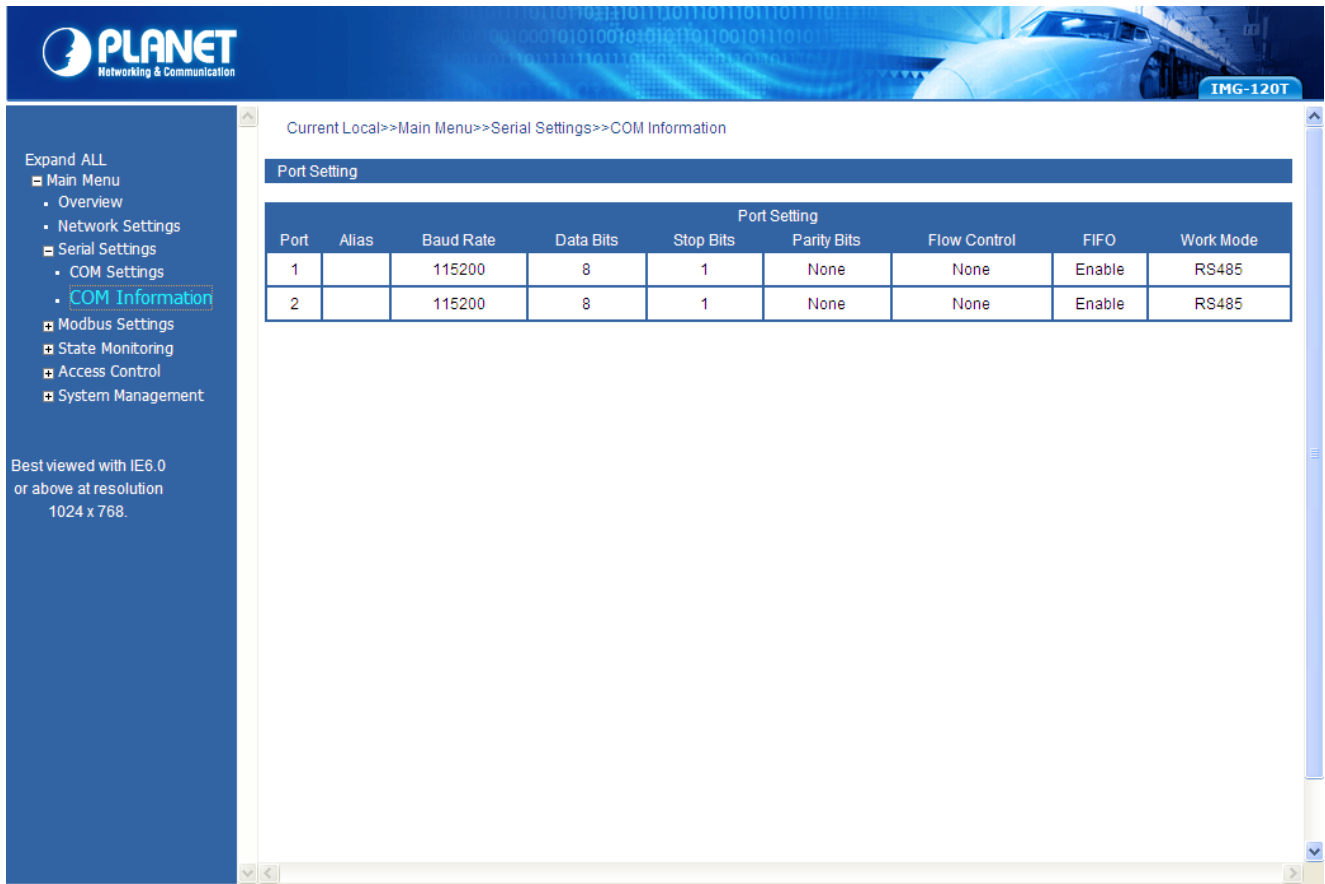 PLANET
Networking & Communication
IMG-120T
Current Local>>Main Menu>>Serial Settings>>COM Information
Expand ALL
Main Menu
Overview
Network Settings
Serial Settings
COM Settings
COM Information
Modbus Settings
State Monitoring
Access Control
System Management
Best viewed with IE6.0
or above at resolution
1024 x 768.
Port Setting
Port Setting
Port Alias Baud Rate Data Bits Stop Bits Parity Bits Flow Control FIFO Work Mode
1 115200 8 1 None None Enable RS485
2 115200 8 1 None None Enable RS485